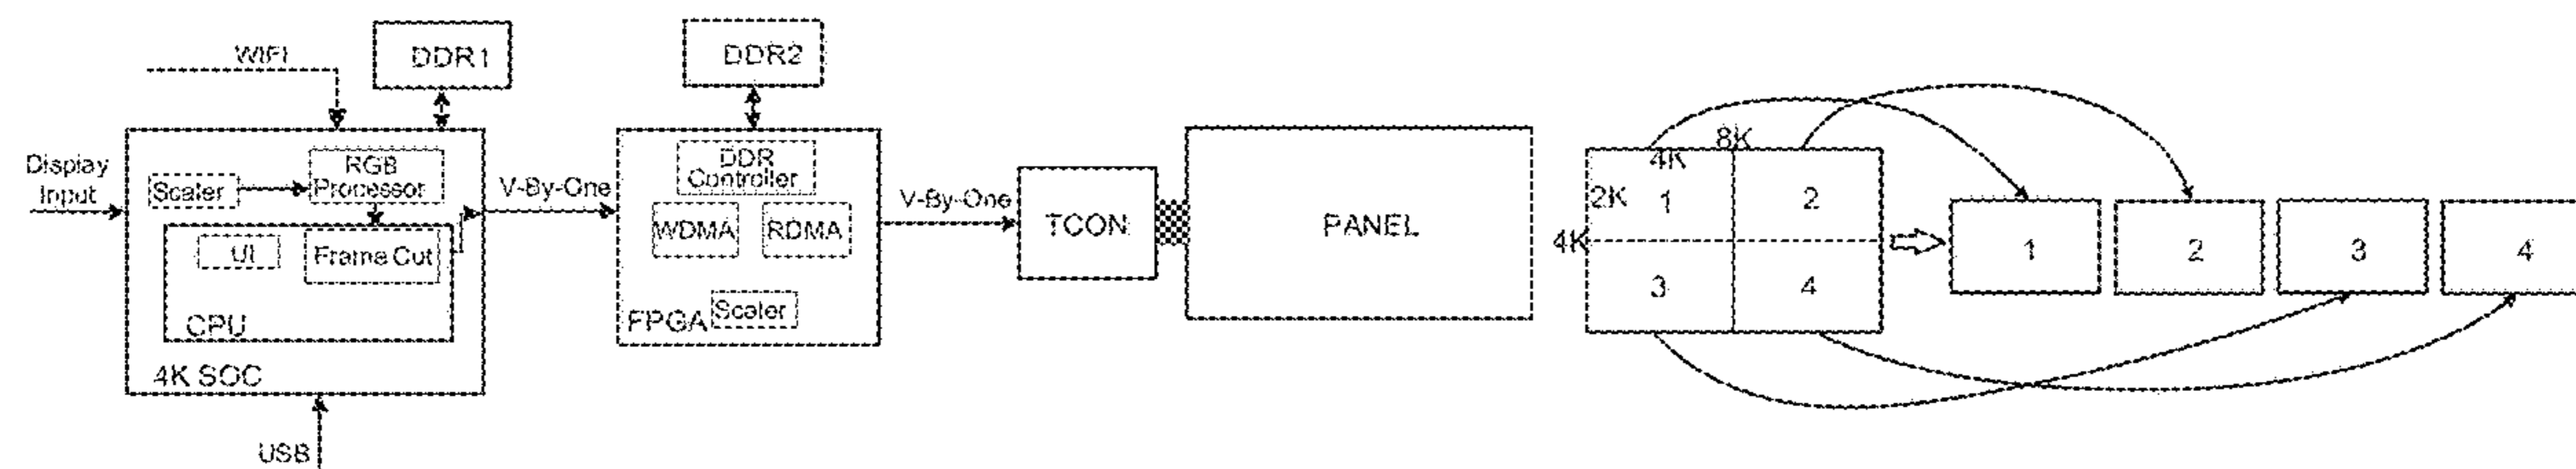 WIFI
DDR1
DDR2
Display
Input
Scaler
RGB
Processor
UI
Frame Cut
CPU
4K SOC
USB
V-By-One
DDR
Controller
WDMA
RDMA
Scaler
FPGA
V-By-One
TCON
PANEL
8K
4K
2K
1
2
4K
3
4
1
2
3
4